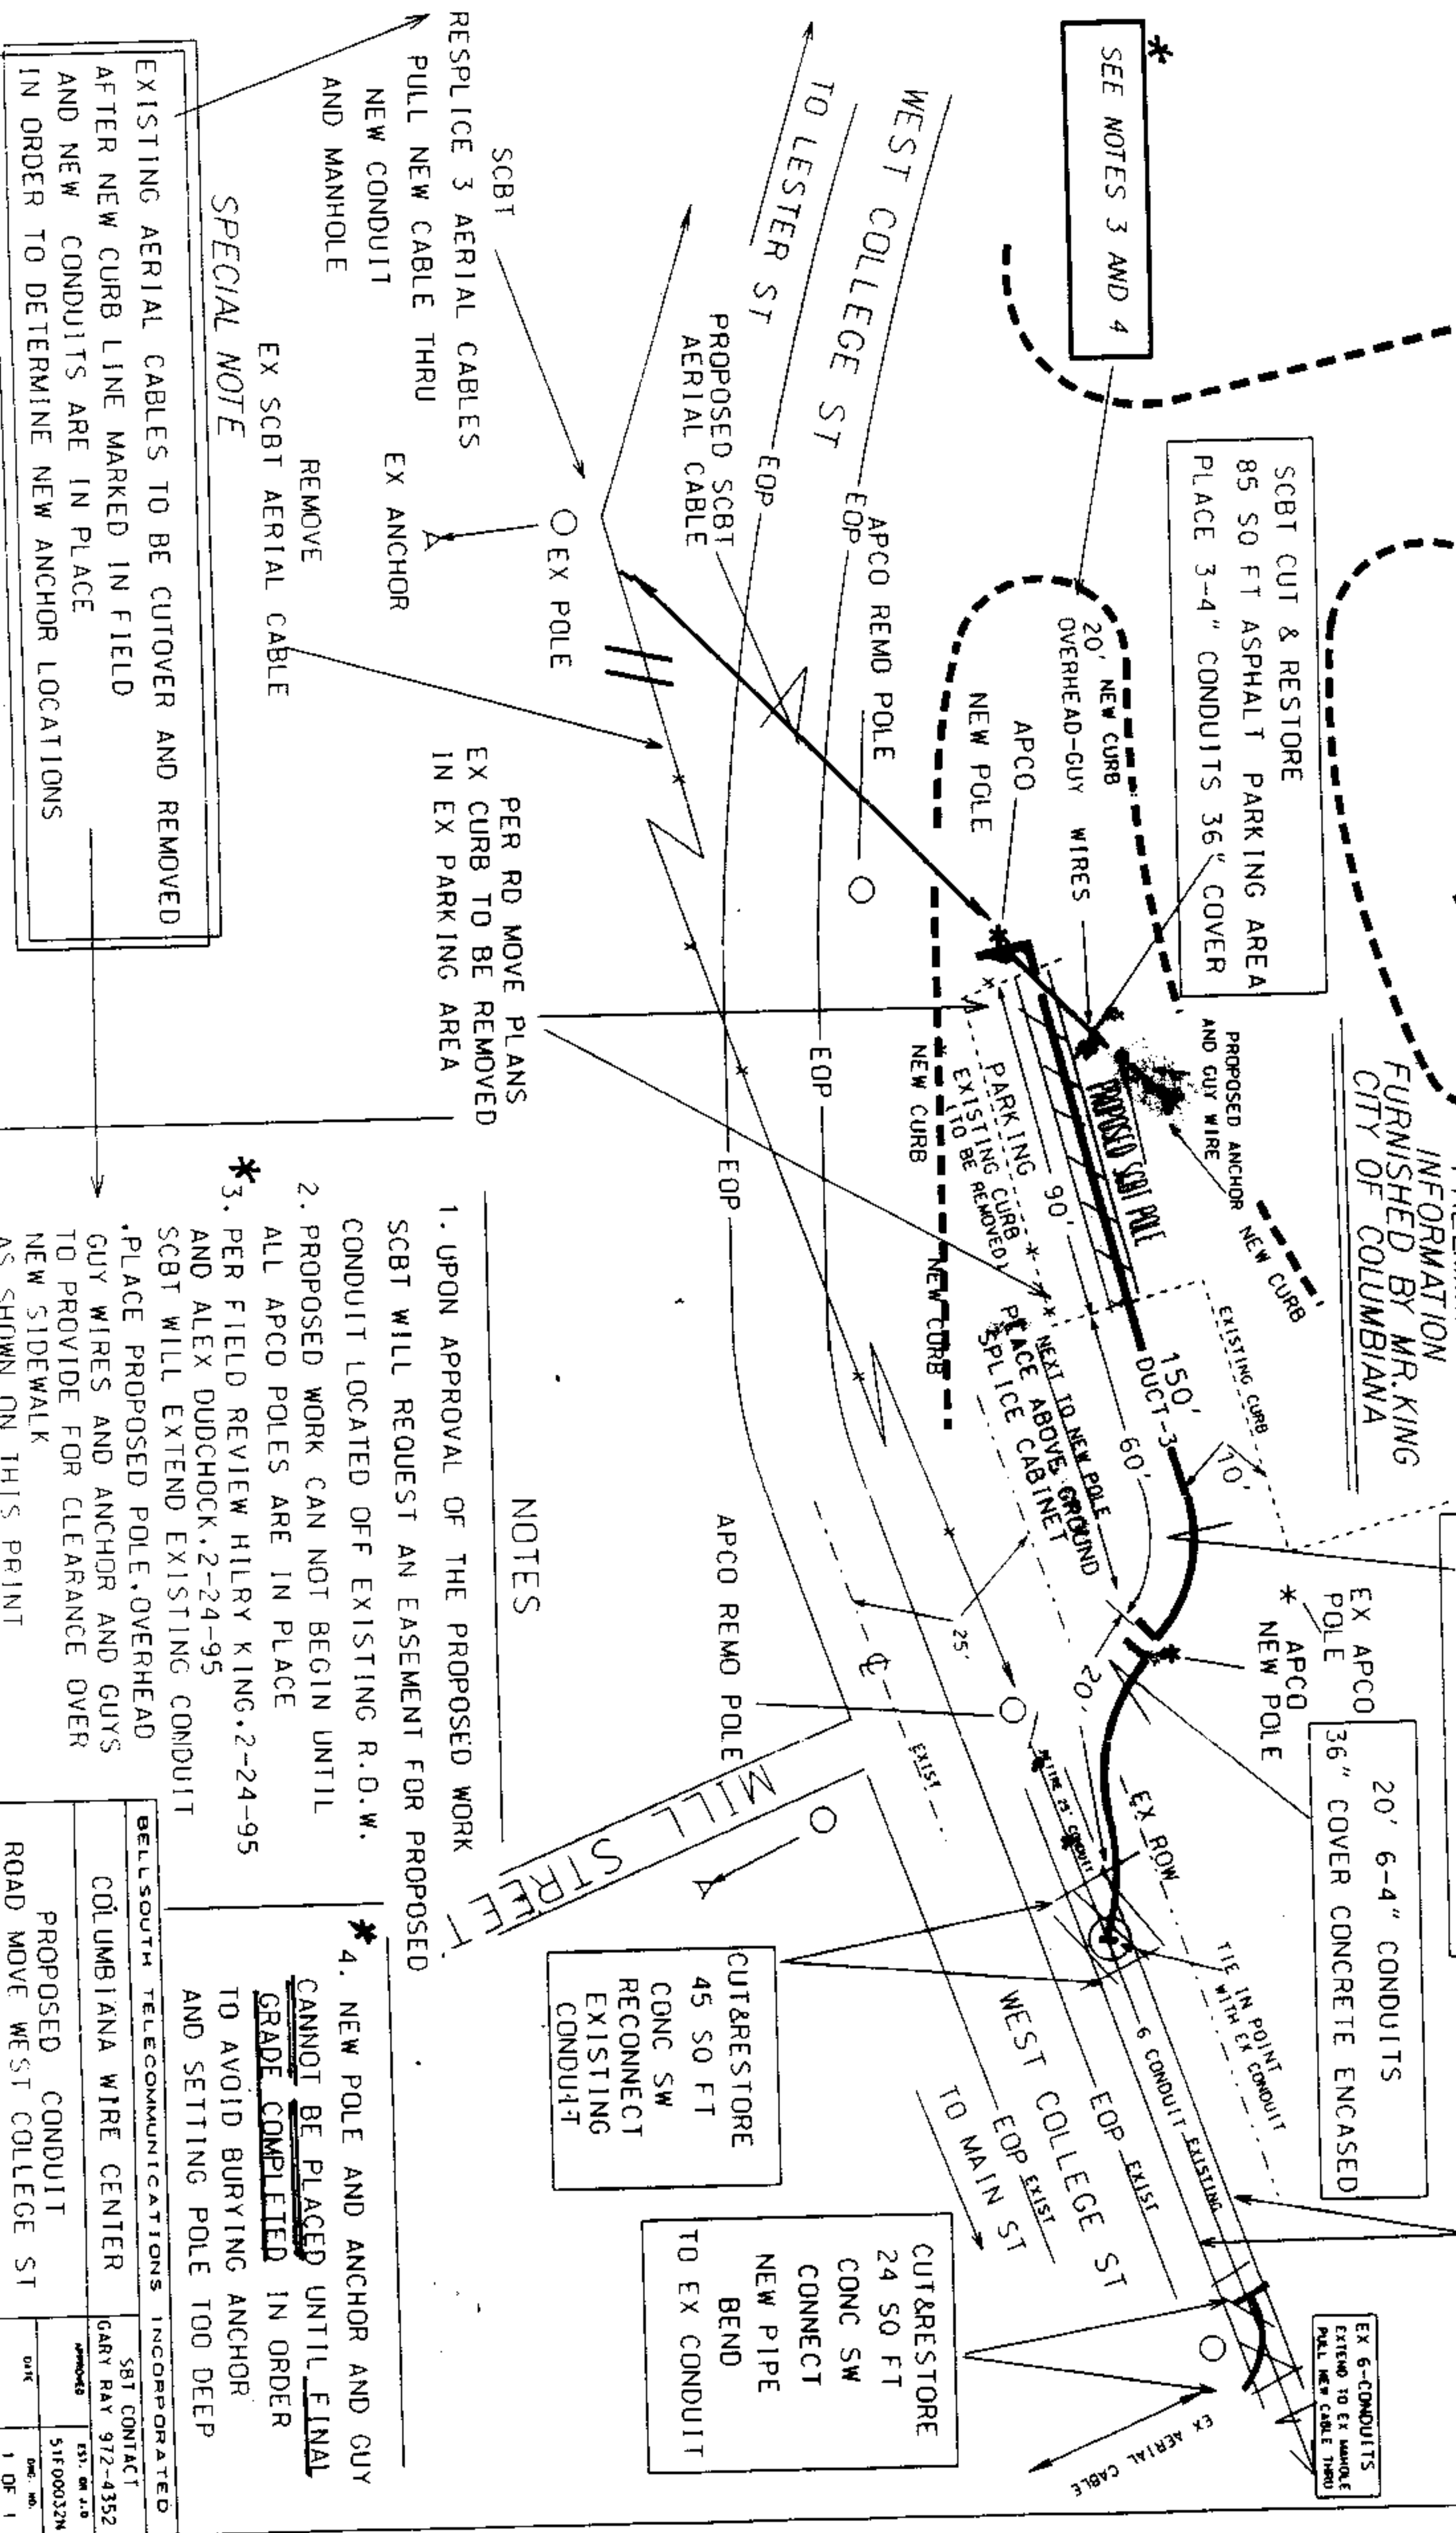 * SEE NOTES 3 AND 4
SCBT CUT & RESTORE
85 SQ FT ASPHALT PARKING AREA
PLACE 3-4" CONDUITS 36" COVER
INFORMATION
FURNISHED BY MR.KING
CITY OF COLUMBIANA
WEST COLLEGE ST
TO LESTER ST
EOP
EOP
EOP
EOP
PROPOSED SCBT
AERIAL CABLE
APCO REMO POLE
20' NEW CURB
OVERHEAD-GUY WIRES
APCO
NEW POLE
PROPOSED ANCHOR
AND GUY WIRE
NEW CURB
PROPOSED SCBT POLE
90'
PARKING
EXISTING CURB
(TO BE REMOVED)
NEW CURB
NEW CURB
EXISTING CURB
150'
DUCT-3
10'
60'
NEXT TO NEW POLE
PLACE ABOVE GROUND
SPLICE CABINET
20'
25'
EX APCO
POLE
* APCO
NEW POLE
20' 6-4" CONDUITS
36" COVER CONCRETE ENCASED
EX ROW
TIE IN POINT
WITH EX CONDUIT
6 CONDUIT EXISTING
EOP EXIST
WEST COLLEGE ST
EOP EXIST
TO MAIN ST
EX 6-CONDUITS
EXTEND TO EX MANHOLE
PULL NEW CABLE THRU
EX AERIAL CABLE
CUT&RESTORE
24 SQ FT
CONC SW
CONNECT
NEW PIPE
BEND
TO EX CONDUIT
CUT&RESTORE
45 SQ FT
CONC SW
RECONNECT
EXISTING
CONDUIT
EXIST
APCO REMO POLE
MILL STREET
SCBT
RESPLICE 3 AERIAL CABLES
PULL NEW CABLE THRU
NEW CONDUIT
AND MANHOLE
EX POLE
EX ANCHOR
REMOVE
EX SCBT AERIAL CABLE
PER RD MOVE PLANS
EX CURB TO BE REMOVED
IN EX PARKING AREA
SPECIAL NOTE
EXISTING AERIAL CABLES TO BE CUTOVER AND REMOVED
AFTER NEW CURB LINE MARKED IN FIELD
AND NEW CONDUITS ARE IN PLACE
IN ORDER TO DETERMINE NEW ANCHOR LOCATIONS
NOTES
1. UPON APPROVAL OF THE PROPOSED WORK
SCBT WILL REQUEST AN EASEMENT FOR PROPOSED
CONDUIT LOCATED OFF EXISTING R.O.W.
2. PROPOSED WORK CAN NOT BEGIN UNTIL
ALL APCO POLES ARE IN PLACE
*3. PER FIELD REVIEW HILRY KING,2-24-95
AND ALEX DUDCHOCK,2-24-95
SCBT WILL EXTEND EXISTING CONDUIT
,PLACE PROPOSED POLE,OVERHEAD
GUY WIRES AND ANCHOR AND GUYS
TO PROVIDE FOR CLEARANCE OVER
NEW SIDEWALK
AS SHOWN ON THIS PRINT
* 4. NEW POLE AND ANCHOR AND GUY
CANNOT BE PLACED UNTIL FINAL
GRADE COMPLETED IN ORDER
TO AVOID BURYING ANCHOR
AND SETTING POLE TOO DEEP
BELLSOUTH TELECOMMUNICATIONS INCORPORATED
COLUMBIANA WIRE CENTER
SBT CONTACT
GARY RAY 972-4352
PROPOSED CONDUIT
ROAD MOVE WEST COLLEGE ST
APPROVED
EST. OR J.O
51F00032N
DATE
DWG. NO.
1 OF 1